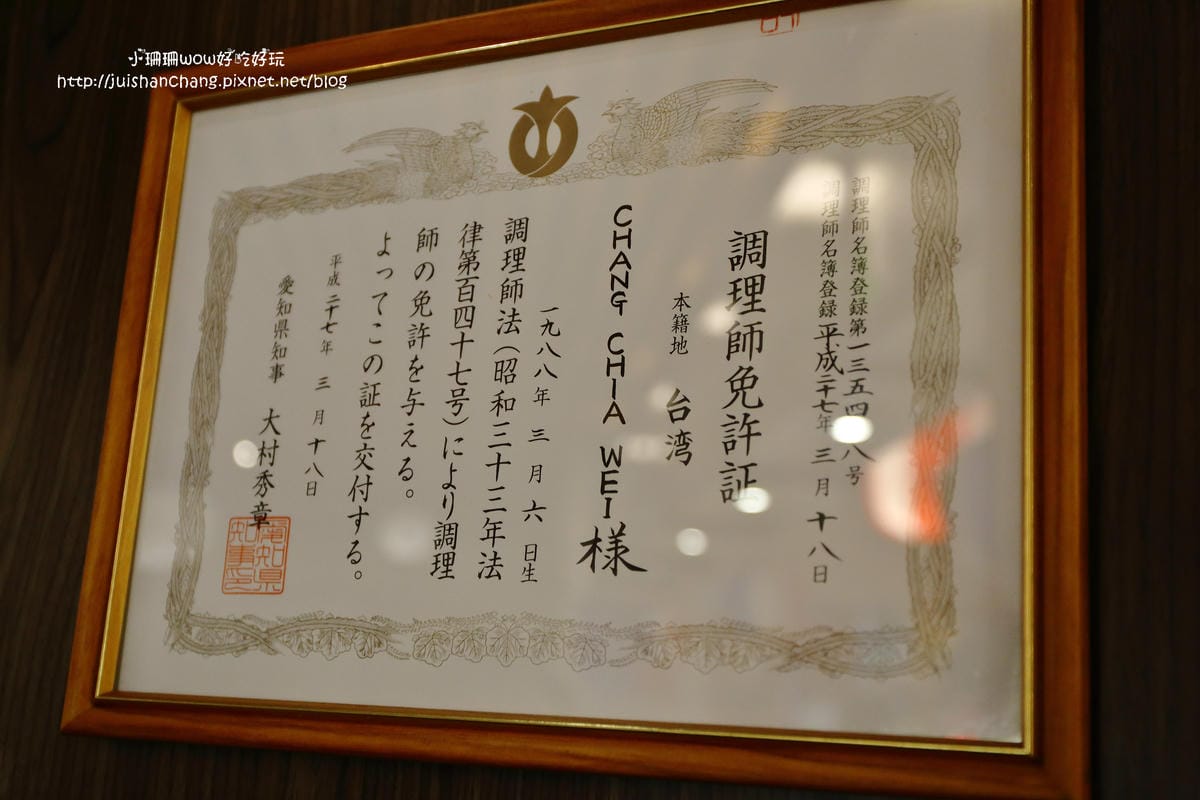 小珊珊wow好吃好玩
http://juishanchang.pixnet.net/blog
調理師名簿登録第一三五四
八号
調理師名簿登録平成二十七年三月十八日
調理師免許証
本籍地 台湾
CHANG CHIA WEI 様
一九八八年 三月 六日生
調理師法(昭和三十三年法
律第百四十七号)により調理
師の免許を与える。
よってこの証を交付する。
平成二十七年 三月十八日
愛知県知事 大村秀章
愛知県
知事之印